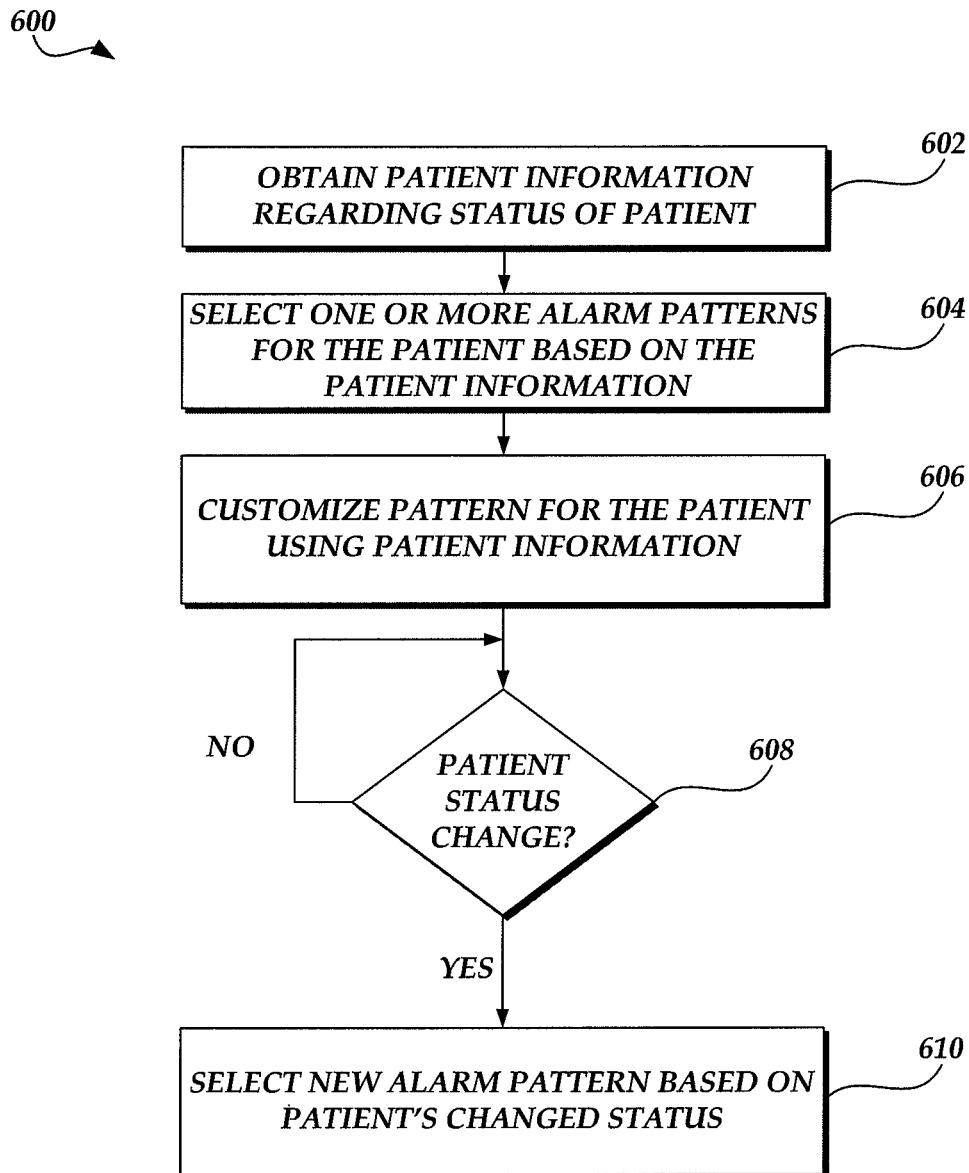 600
602
OBTAIN PATIENT INFORMATION
REGARDING STATUS OF PATIENT
604
SELECT ONE OR MORE ALARM PATTERNS
FOR THE PATIENT BASED ON THE
PATIENT INFORMATION
606
CUSTOMIZE PATTERN FOR THE PATIENT
USING PATIENT INFORMATION
NO
608
PATIENT
STATUS
CHANGE?
YES
610
SELECT NEW ALARM PATTERN BASED ON
PATIENT'S CHANGED STATUS